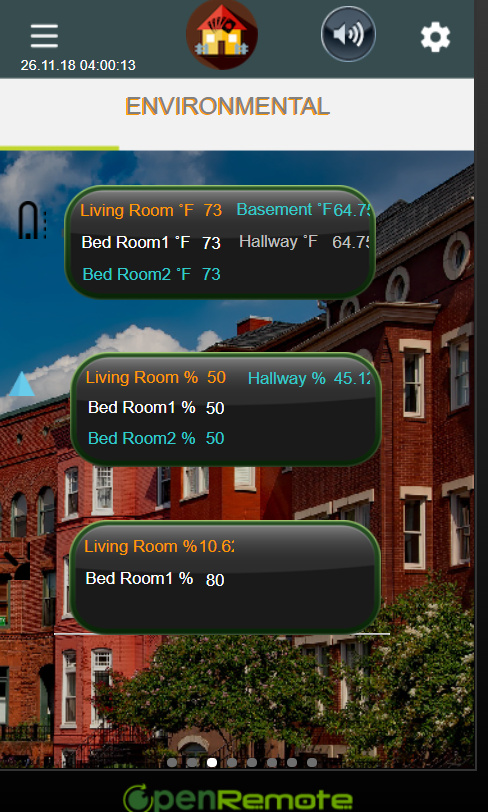 26.11.18 04:00:13
ENVIRONMENTAL
Living Room °F 73 Basement °F 64.75
Bed Room1 °F 73 Hallway °F 64.75
Bed Room2 °F 73
Living Room % 50 Hallway % 45.12
Bed Room1 % 50
Bed Room2 % 50
Living Room % 10.62
Bed Room1 % 80
OpenRemote